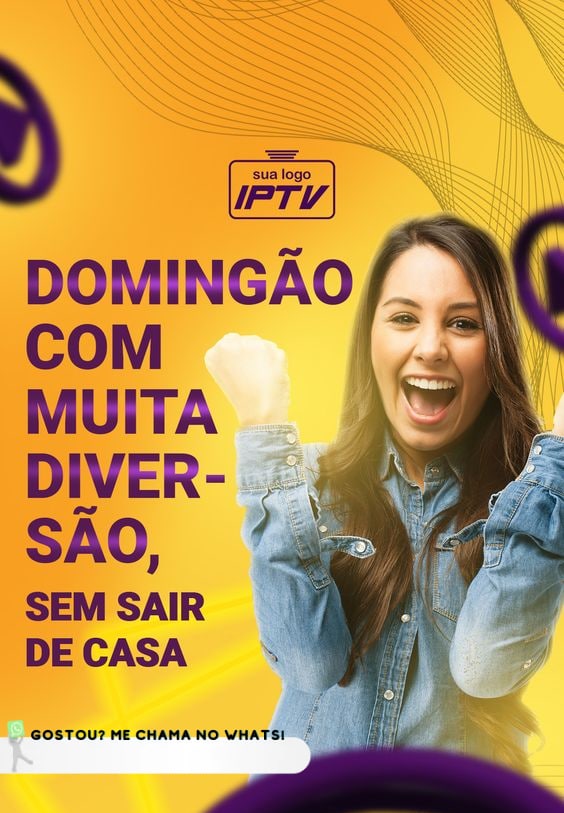 sua logo
IPTV
DOMINGÃO
COM
MUITA
DIVER-
SÃO,
SEM SAIR
DE CASA
GOSTOU? ME CHAMA NO WHATS!